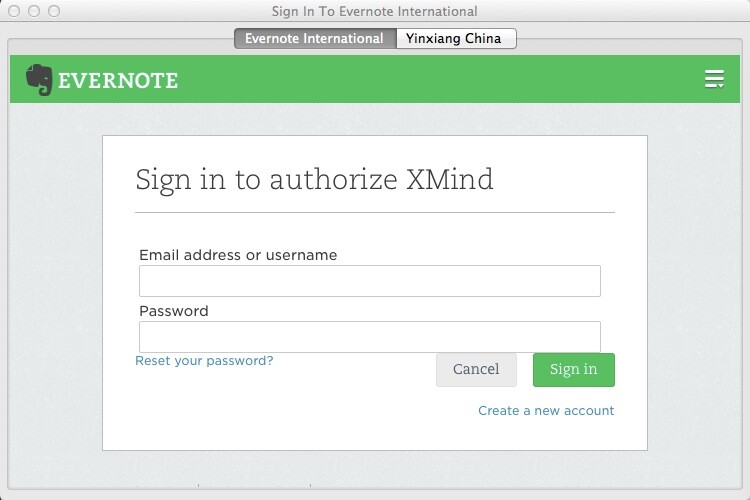 Sign In To Evernote International
Evernote International Yinxiang China
EVERNOTE
Sign in to authorize XMind
Email address or username
Password
Reset your password?
Cancel Sign in
Create a new account